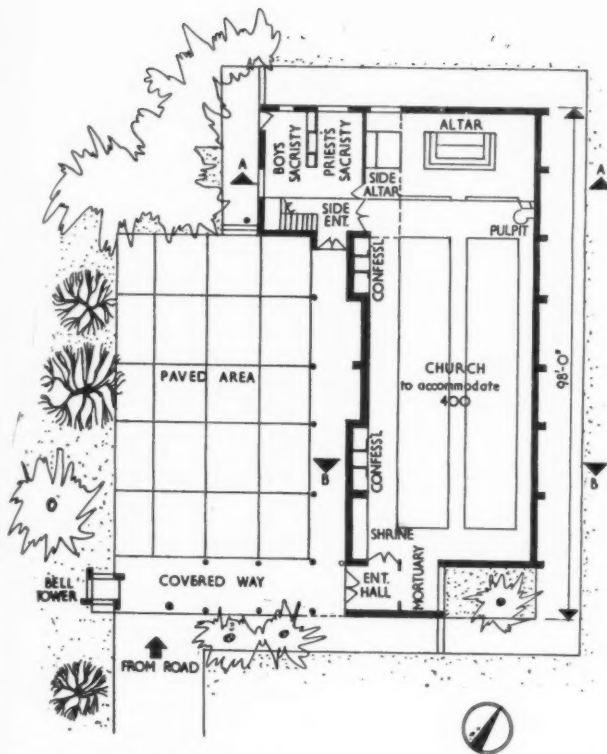 ALTAR
BOYS
SACRISTY
PRIESTS
SACRISTY
A
A
SIDE
ALTAR
SIDE
ENT.
PULPIT
CONFESSL
PAVED AREA
CHURCH
to accommodate
400
98'-0"
CONFESSL
B
B
SHRINE
BELL
TOWER
COVERED WAY
ENT.
HALL
MORTUARY
FROM ROAD